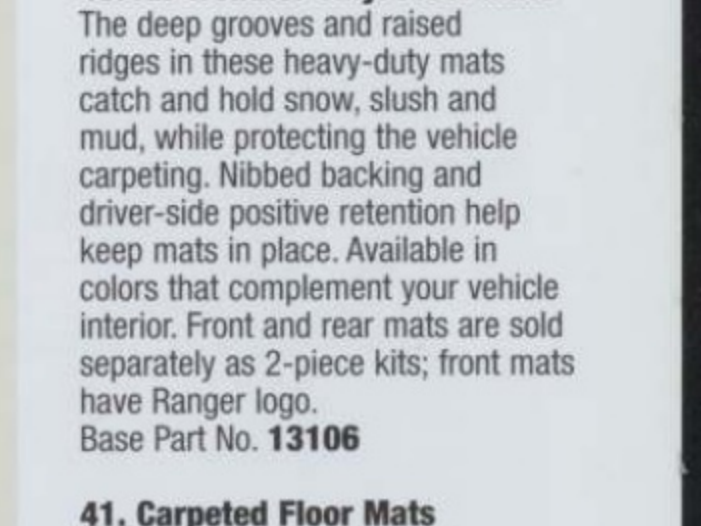 The deep grooves and raised
ridges in these heavy-duty mats
catch and hold snow, slush and
mud, while protecting the vehicle
carpeting. Nibbed backing and
driver-side positive retention help
keep mats in place. Available in
colors that complement your vehicle
interior. Front and rear mats are sold
separately as 2-piece kits; front mats
have Ranger logo.
Base Part No. 13106
41. Carpeted Floor Mats